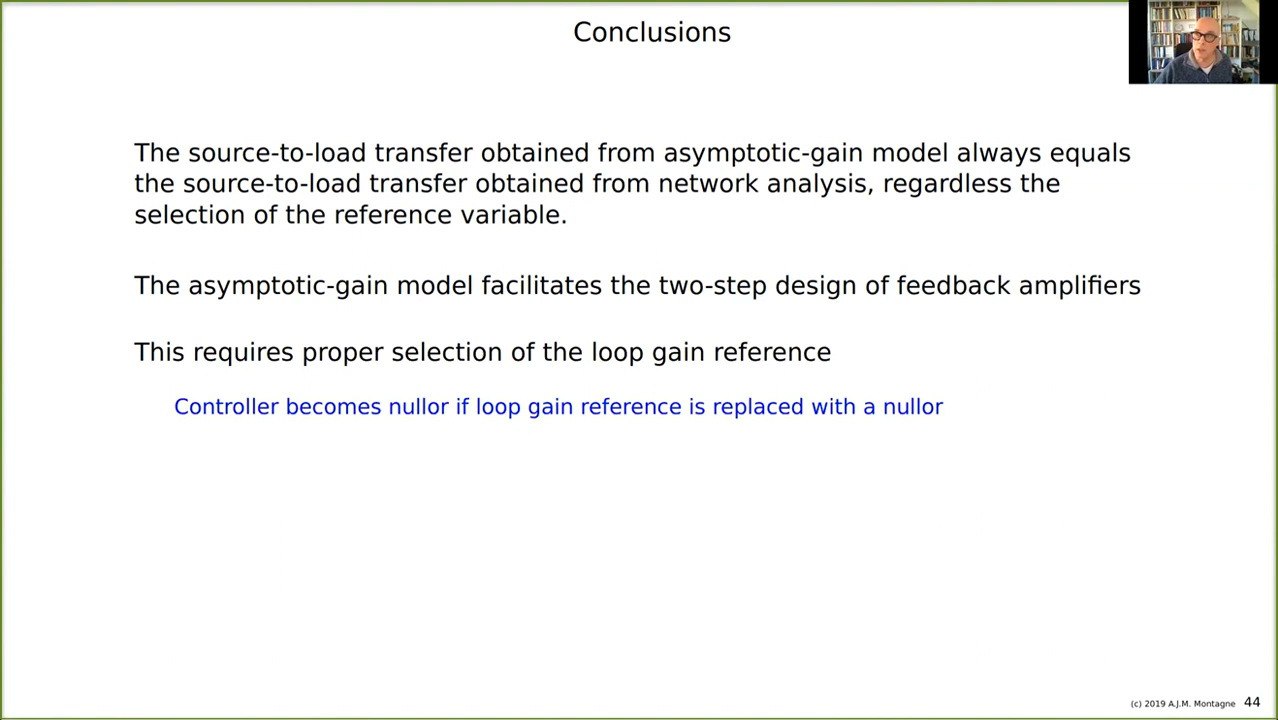 Conclusions
The source-to-load transfer obtained from asymptotic-gain model always equals
the source-to-load transfer obtained from network analysis, regardless the
selection of the reference variable.
The asymptotic-gain model facilitates the two-step design of feedback amplifiers
This requires proper selection of the loop gain reference
Controller becomes nullor if loop gain reference is replaced with a nullor
(c) 2019 A.J.M. Montagne 44